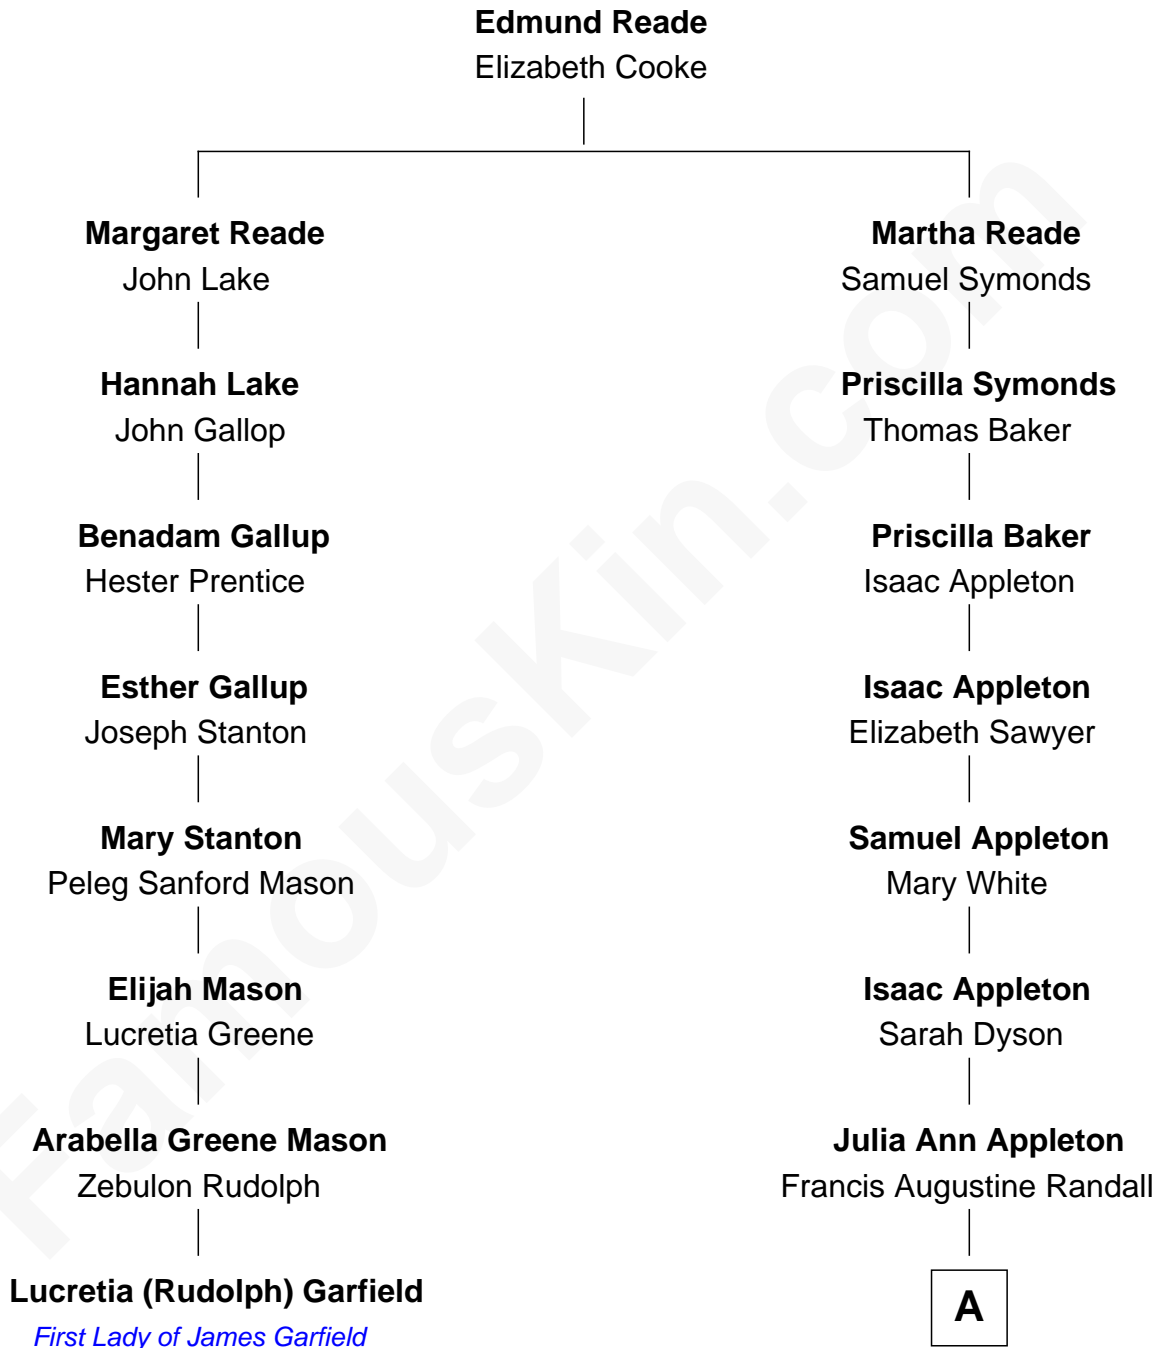 Edmund Reade
Elizabeth Cooke
Margaret Reade
John Lake
Martha Reade
Samuel Symonds
Hannah Lake
John Gallop
Priscilla Symonds
Thomas Baker
Benadam Gallup
Hester Prentice
Priscilla Baker
Isaac Appleton
Esther Gallup
Joseph Stanton
Isaac Appleton
Elizabeth Sawyer
Mary Stanton
Peleg Sanford Mason
Samuel Appleton
Mary White
Elijah Mason
Lucretia Greene
Isaac Appleton
Sarah Dyson
Arabella Greene Mason
Zebulon Rudolph
Julia Ann Appleton
Francis Augustine Randall
Lucretia (Rudolph) Garfield
First Lady of James Garfield
A
FamousKin.com